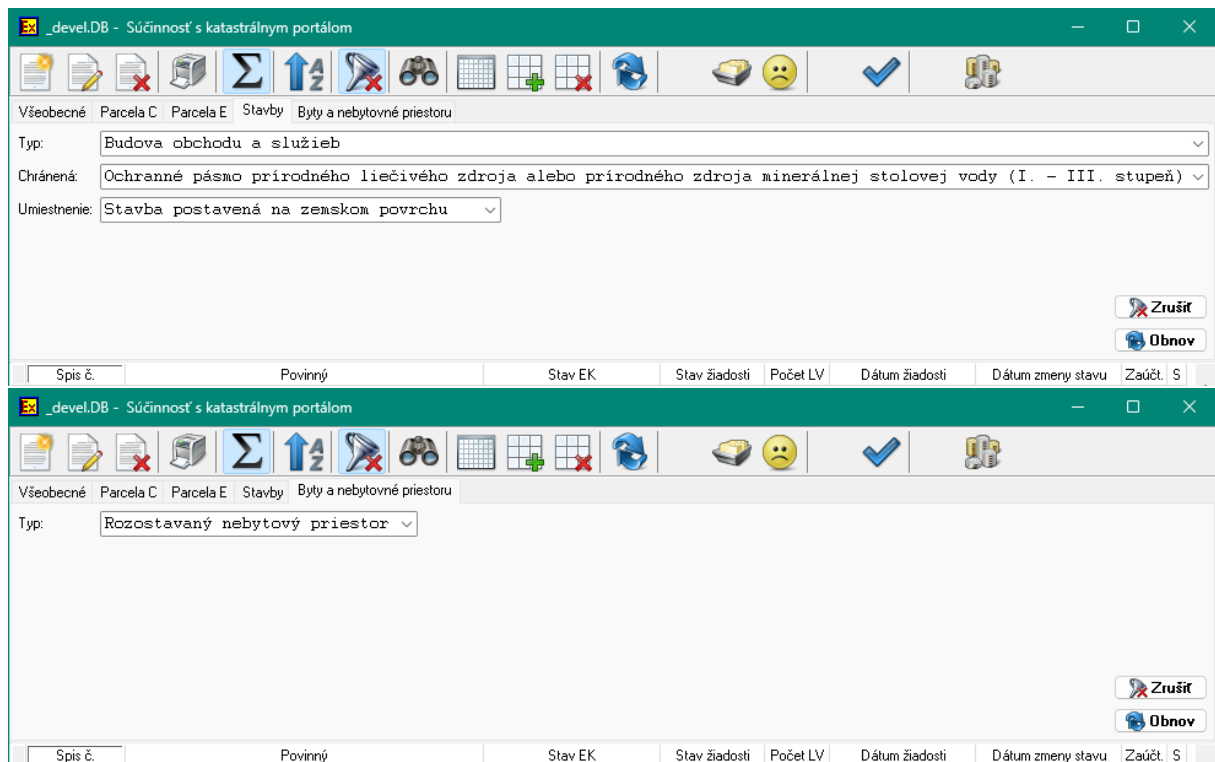 _devel.DB - Súčinnosť s katastrálnym portálom
Všeobecné Parcela C Parcela E Stavby Byty a nebytovné priestoru
Typ: Budova obchodu a služieb
Chránená: Ochranné pásmo prírodného liečivého zdroja alebo prírodného zdroja minerálnej stolovej vody (I. - III. stupeň)
Umiestnenie: Stavba postavená na zemskom povrchu
Zrušiť
Obnov
Spis č. Povinný Stav EK Stav žiadosti Počet LV Dátum žiadosti Dátum zmeny stavu Zaúčt. S
_devel.DB - Súčinnosť s katastrálnym portálom
Všeobecné Parcela C Parcela E Stavby Byty a nebytovné priestoru
Typ: Rozostavaný nebytový priestor
Zrušiť
Obnov
Spis č. Povinný Stav EK Stav žiadosti Počet LV Dátum žiadosti Dátum zmeny stavu Zaúčt. S